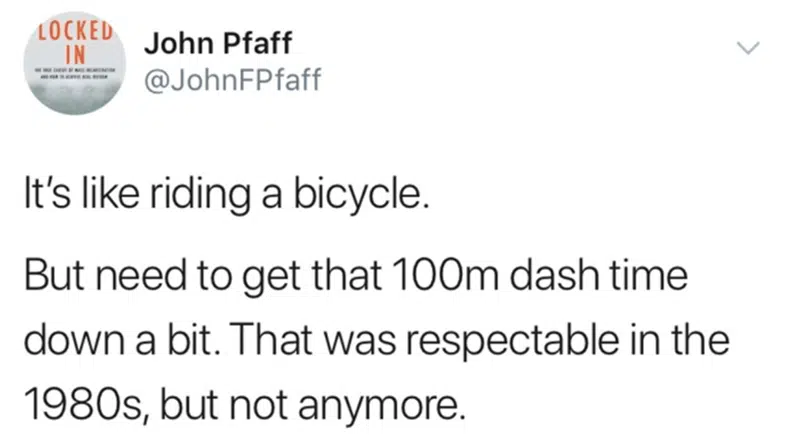 LOCKED
IN
John Pfaff
@JohnFPfaff
It's like riding a bicycle.
But need to get that 100m dash time
down a bit. That was respectable in the
1980s, but not anymore.